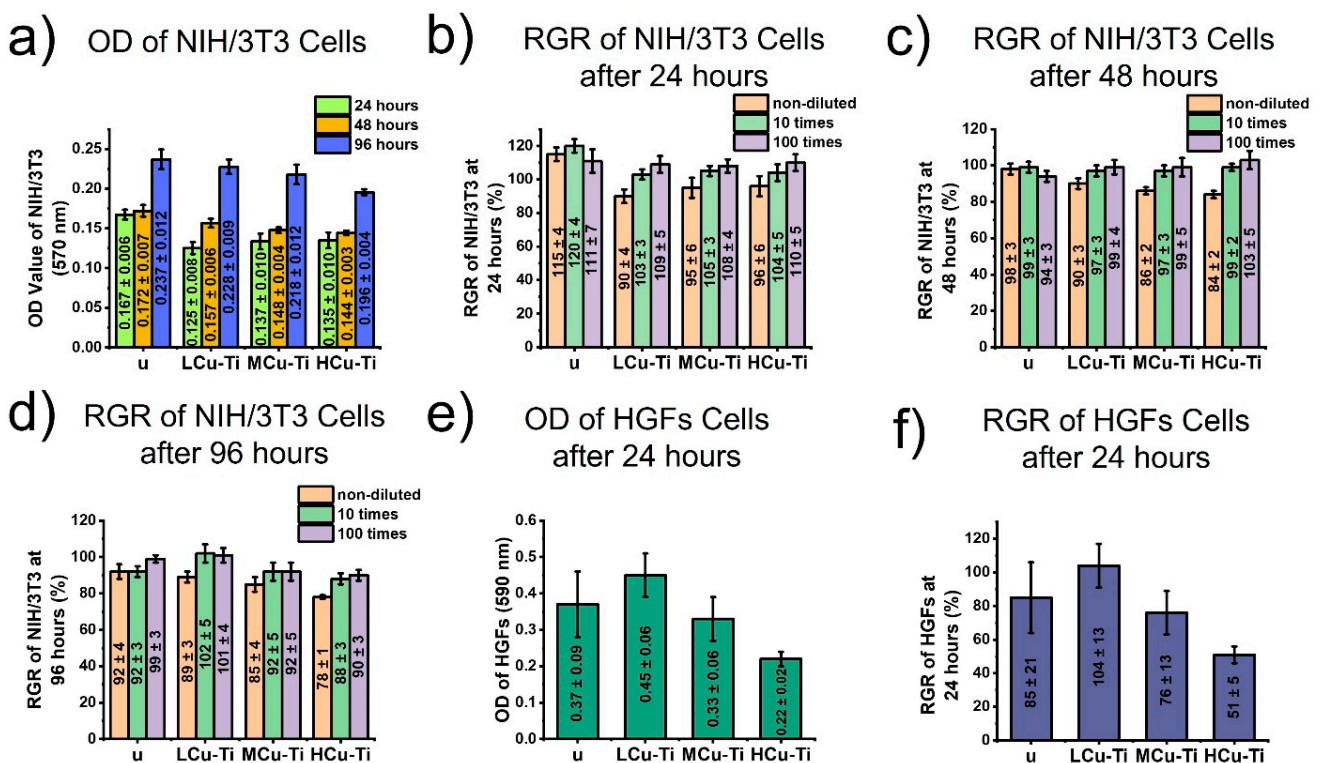 a) OD of NIH/3T3 Cells
24 hours
48 hours
96 hours
OD Value of NIH/3T3
(570 nm)
0.25
0.20
0.15
0.10
0.05
0.00
0.167 ± 0.006
0.172 ± 0.007
0.237 ± 0.012
0.125 ± 0.008
0.157 ± 0.006
0.228 ± 0.009
0.137 ± 0.010
0.148 ± 0.004
0.218 ± 0.012
0.135 ± 0.010
0.144 ± 0.003
0.196 ± 0.004
u LCu-Ti MCu-Ti HCu-Ti
b) RGR of NIH/3T3 Cells
after 24 hours
non-diluted
10 times
100 times
RGR of NIH/3T3 at
24 hours (%)
120
100
80
60
40
20
0
115 ± 4
120 ± 4
111 ± 7
90 ± 4
103 ± 3
109 ± 5
95 ± 6
105 ± 3
108 ± 4
96 ± 6
104 ± 5
110 ± 5
u LCu-Ti MCu-Ti HCu-Ti
c) RGR of NIH/3T3 Cells
after 48 hours
non-diluted
10 times
100 times
RGR of NIH/3T3 at
48 hours (%)
120
100
80
60
40
20
0
98 ± 3
99 ± 3
94 ± 3
90 ± 3
97 ± 3
99 ± 4
86 ± 2
97 ± 3
99 ± 5
84 ± 2
99 ± 2
103 ± 5
u LCu-Ti MCu-Ti HCu-Ti
d) RGR of NIH/3T3 Cells
after 96 hours
non-diluted
10 times
100 times
RGR of NIH/3T3 at
96 hours (%)
120
100
80
60
40
20
0
92 ± 4
92 ± 3
99 ± 3
89 ± 3
102 ± 5
101 ± 4
85 ± 4
92 ± 5
92 ± 5
78 ± 1
88 ± 3
90 ± 3
u LCu-Ti MCu-Ti HCu-Ti
e) OD of HGFs Cells
after 24 hours
OD of HGFs (590 nm)
0.6
0.5
0.4
0.3
0.2
0.1
0.0
0.37 ± 0.09
0.45 ± 0.06
0.33 ± 0.06
0.22 ± 0.02
u LCu-Ti MCu-Ti HCu-Ti
f) RGR of HGFs Cells
after 24 hours
RGR of HGFs at
24 hours (%)
120
100
80
60
40
20
0
85 ± 21
104 ± 13
76 ± 13
51 ± 5
u LCu-Ti MCu-Ti HCu-Ti